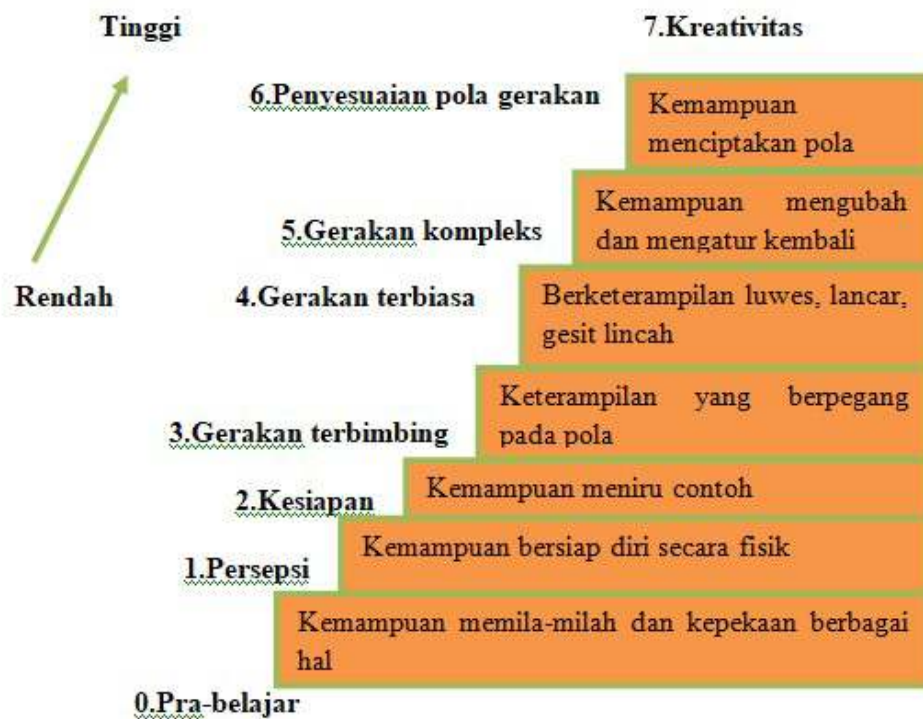 Tinggi
7.Kreativitas
6.Penyesuaian pola gerakan
Kemampuan
menciptakan pola
5.Gerakan kompleks
Kemampuan mengubah
dan mengatur kembali
Rendah
4.Gerakan terbiasa
Berketerampilan luwes, lancar,
gesit lincah
3.Gerakan terbimbing
Keterampilan yang berpegang
pada pola
2.Kesiapan
Kemampuan meniru contoh
1.Persepsi
Kemampuan bersiap diri secara fisik
Kemampuan memila-milah dan kepekaan berbagai
hal
0.Pra-belajar